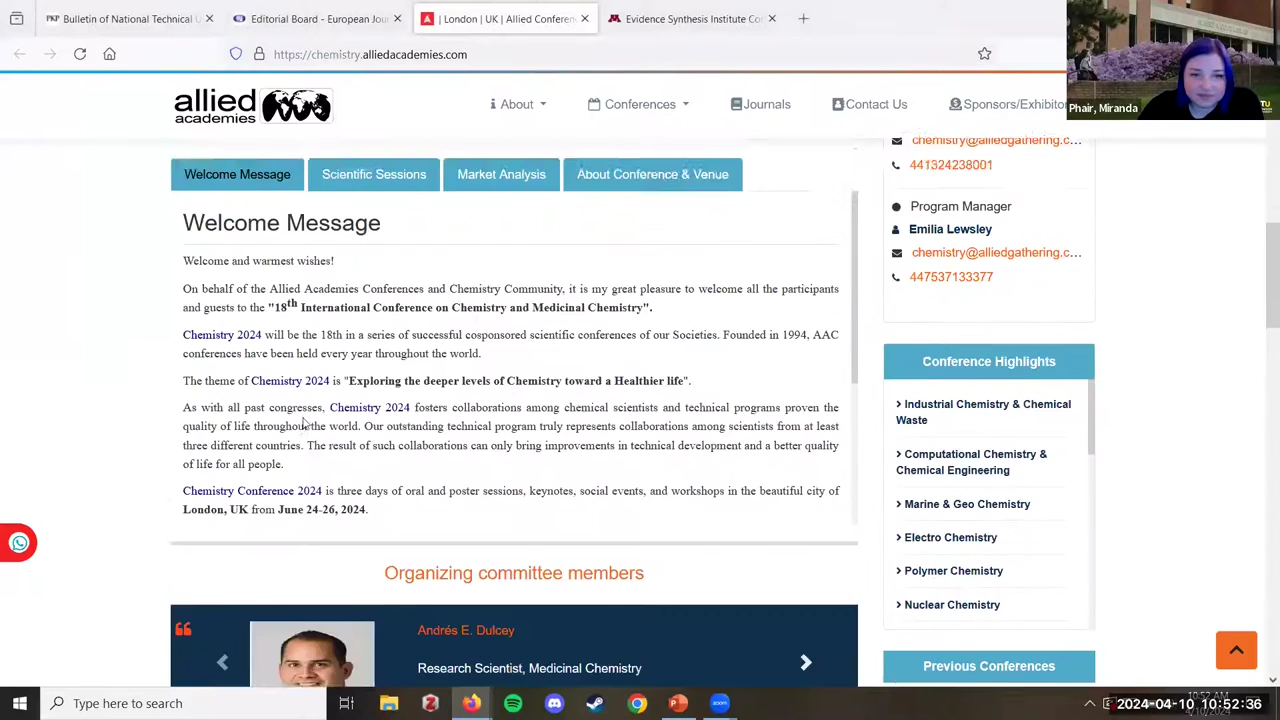 Bulletin of National Technical U
Editorial Board - European Jour
| London | UK | Allied Conferen
Evidence Synthesis Institute Co
https://chemistry.alliedacademies.com
Phair, Miranda
TU
allied
academies
About
Conferences
Journals
Contact Us
Sponsors/Exhibitor
Welcome Message
Scientific Sessions
Market Analysis
About Conference & Venue
Welcome Message
Welcome and warmest wishes!
On behalf of the Allied Academies Conferences and Chemistry Community, it is my great pleasure to welcome all the participants
and guests to the "18th International Conference on Chemistry and Medicinal Chemistry".
Chemistry 2024 will be the 18th in a series of successful cosponsored scientific conferences of our Societies. Founded in 1994, AAC
conferences have been held every year throughout the world.
The theme of Chemistry 2024 is "Exploring the deeper levels of Chemistry toward a Healthier life".
As with all past congresses, Chemistry 2024 fosters collaborations among chemical scientists and technical programs proven the
quality of life throughout the world. Our outstanding technical program truly represents collaborations among scientists from at least
three different countries. The result of such collaborations can only bring improvements in technical development and a better quality
of life for all people.
Chemistry Conference 2024 is three days of oral and poster sessions, keynotes, social events, and workshops in the beautiful city of
London, UK from June 24-26, 2024.
Organizing committee members
Andrés E. Dulcey
Research Scientist, Medicinal Chemistry
chemistry@alliedgathering.c...
441324238001
Program Manager
Emilia Lewsley
chemistry@alliedgathering.c...
447537133377
Conference Highlights
Industrial Chemistry & Chemical
Waste
Computational Chemistry &
Chemical Engineering
Marine & Geo Chemistry
Electro Chemistry
Polymer Chemistry
Nuclear Chemistry
Previous Conferences
Type here to search
10:52 AM
2024-04-10 10:52:36
4/10/2024